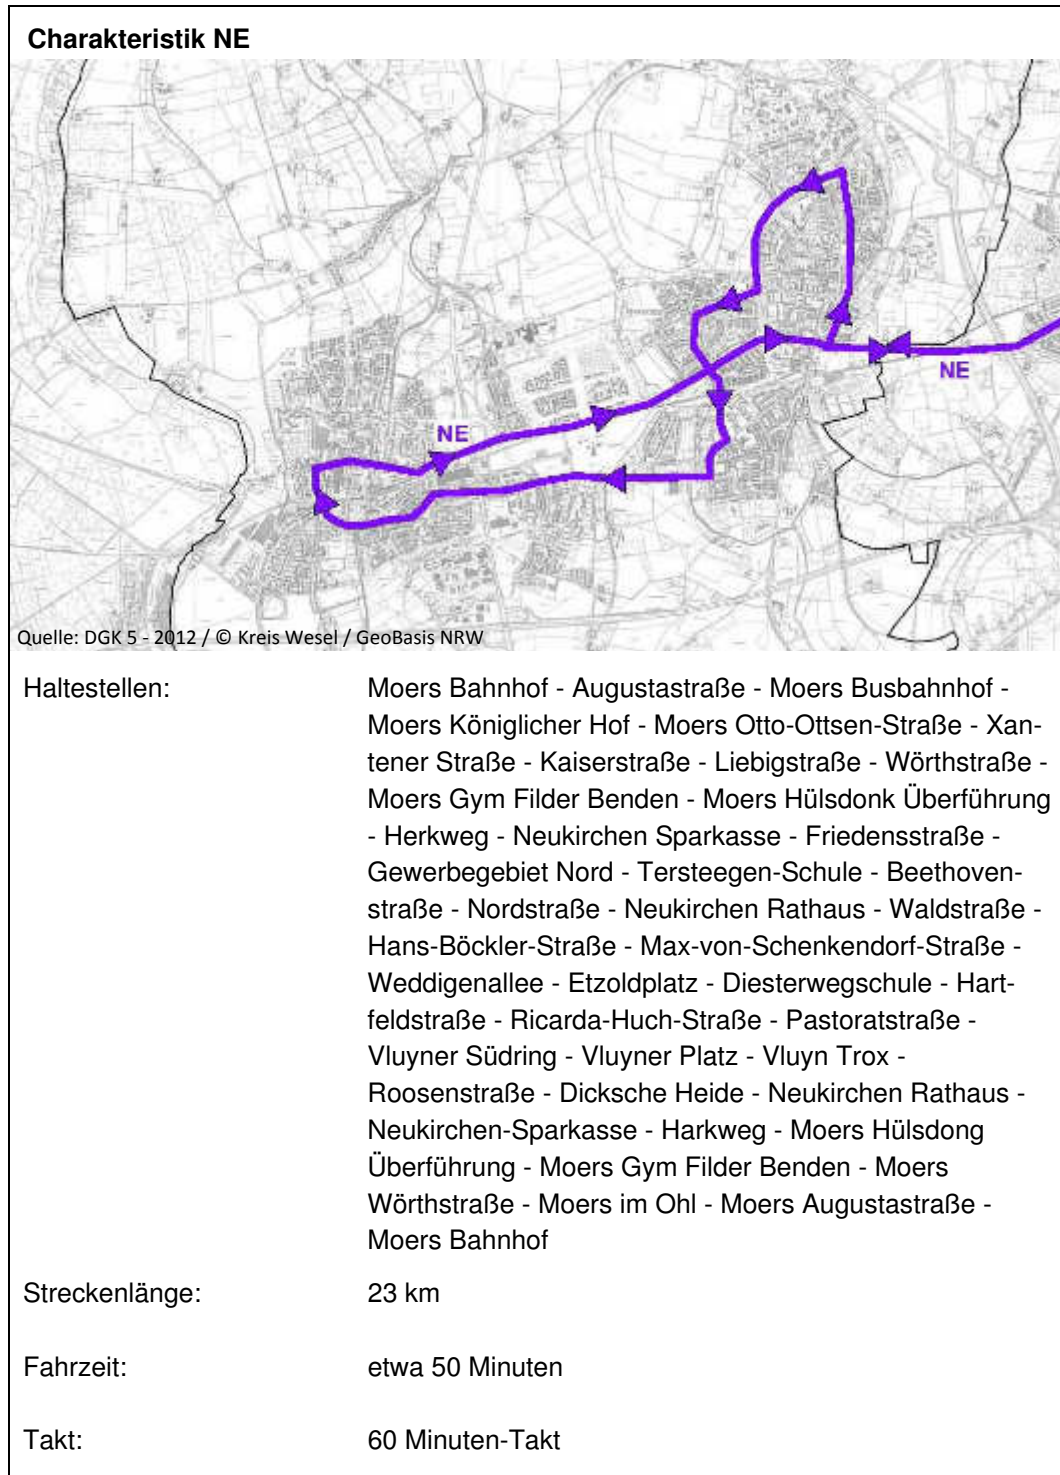 Charakteristik NE
NE
NE
Quelle: DGK 5 - 2012 / © Kreis Wesel / GeoBasis NRW
Haltestellen:
Moers Bahnhof - Augustastraße - Moers Busbahnhof -
Moers Königlicher Hof - Moers Otto-Ottsen-Straße - Xan-
tener Straße - Kaiserstraße - Liebigstraße - Wörthstraße -
Moers Gym Filder Benden - Moers Hülsdonk Überführung
- Herkweg - Neukirchen Sparkasse - Friedensstraße -
Gewerbegebiet Nord - Tersteegen-Schule - Beethoven-
straße - Nordstraße - Neukirchen Rathaus - Waldstraße -
Hans-Böckler-Straße - Max-von-Schenkendorf-Straße -
Weddigenallee - Etzoldplatz - Diesterwegschule - Hart-
feldstraße - Ricarda-Huch-Straße - Pastoratstraße -
Vluyner Südring - Vluyner Platz - Vluyn Trox -
Roosenstraße - Dicksche Heide - Neukirchen Rathaus -
Neukirchen-Sparkasse - Harkweg - Moers Hülsdong
Überführung - Moers Gym Filder Benden - Moers
Wörthstraße - Moers im Ohl - Moers Augustastraße -
Moers Bahnhof
Streckenlänge: 23 km
Fahrzeit: etwa 50 Minuten
Takt: 60 Minuten-Takt